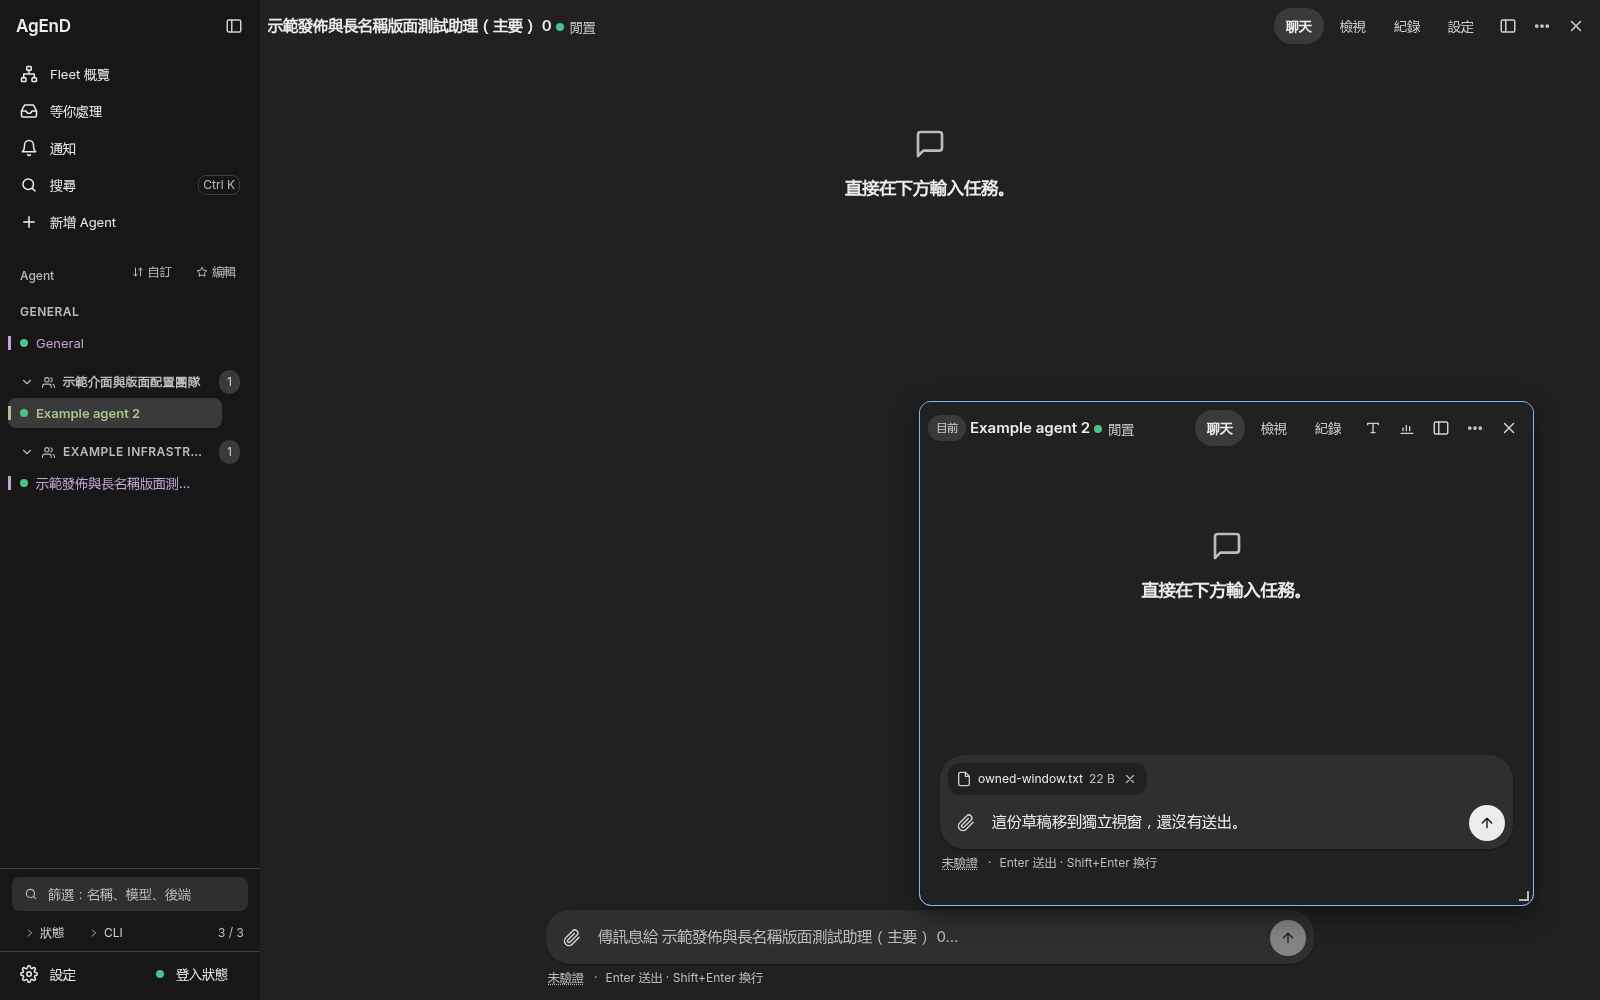 AgEnD
Fleet 概覽
等你處理
通知
搜尋 Ctrl K
新增 Agent
Agent 自訂 編輯
GENERAL
General
示範介面與版面配置團隊 1
Example agent 2
EXAMPLE INFRASTR... 1
示範發佈與長名稱版面測...
篩選：名稱、模型、後端
狀態 CLI 3 / 3
設定 登入狀態
示範發佈與長名稱版面測試助理（主要） 0 閒置 聊天 檢視 紀錄 設定
直接在下方輸入任務。
目前 Example agent 2 閒置 聊天 檢視 紀錄
直接在下方輸入任務。
owned-window.txt 22 B
這份草稿移到獨立視窗，還沒有送出。
未驗證 · Enter 送出 · Shift+Enter 換行
傳訊息給 示範發佈與長名稱版面測試助理（主要） 0...
未驗證 · Enter 送出 · Shift+Enter 換行